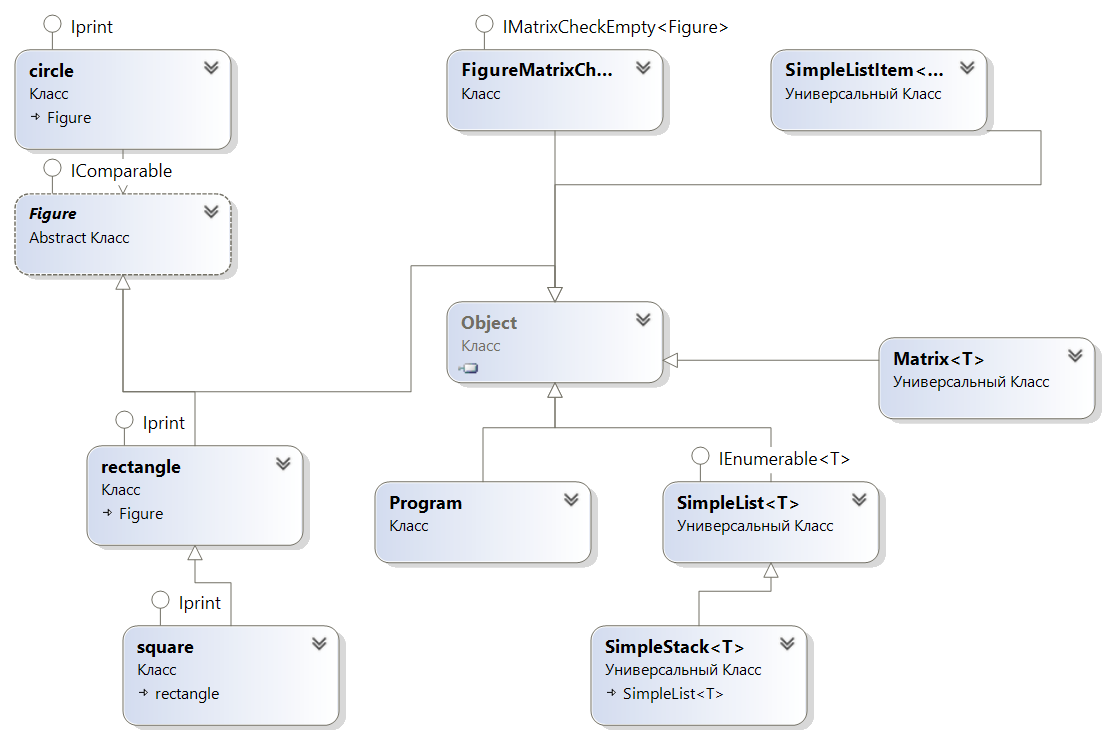 Iprint
circle
Класс
Figure
IMatrixCheckEmpty<Figure>
FigureMatrixCh...
Класс
SimpleListItem<...
Универсальный Класс
IComparable
Figure
Abstract Класс
Object
Класс
Matrix<T>
Универсальный Класс
Iprint
rectangle
Класс
Figure
Program
Класс
IEnumerable<T>
SimpleList<T>
Универсальный Класс
Iprint
square
Класс
rectangle
SimpleStack<T>
Универсальный Класс
SimpleList<T>